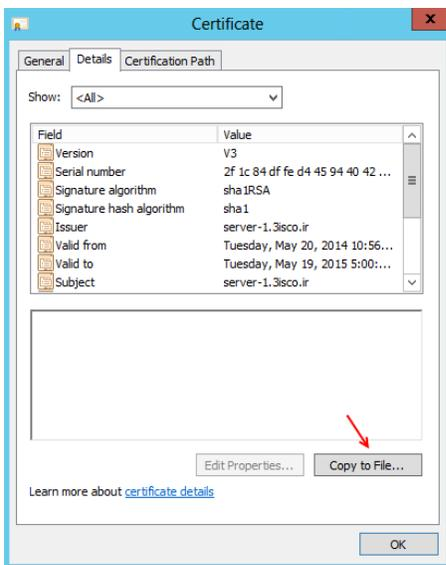 Certificate
x
General Details Certification Path
Show: <All>
Field Value
Version V3
Serial number 2f 1c 84 df fe d4 45 94 40 42 ...
Signature algorithm sha1RSA
Signature hash algorithm sha1
Issuer server-1.3isco.ir
Valid from Tuesday, May 20, 2014 10:56...
Valid to Tuesday, May 19, 2015 5:00:...
Subject server-1.3isco.ir
Edit Properties... Copy to File...
Learn more about certificate details
OK